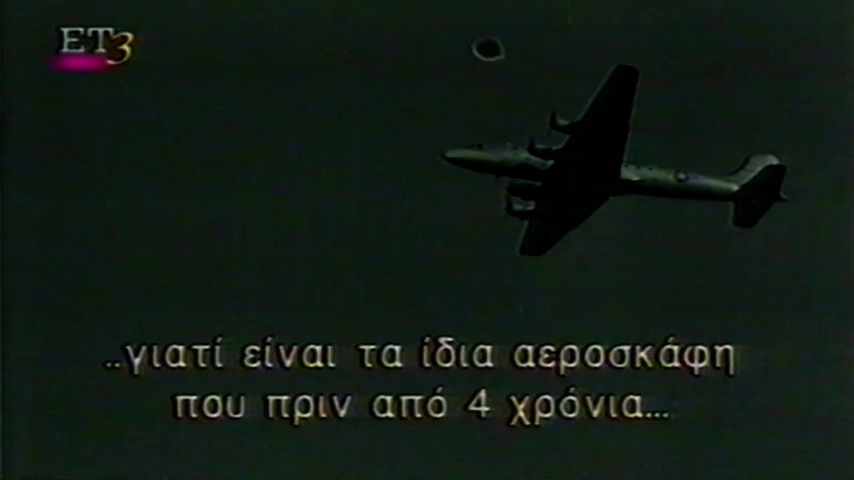 ET3
..γιατί είναι τα ίδια αεροσκάφη
που πριν από 4 χρόνια...